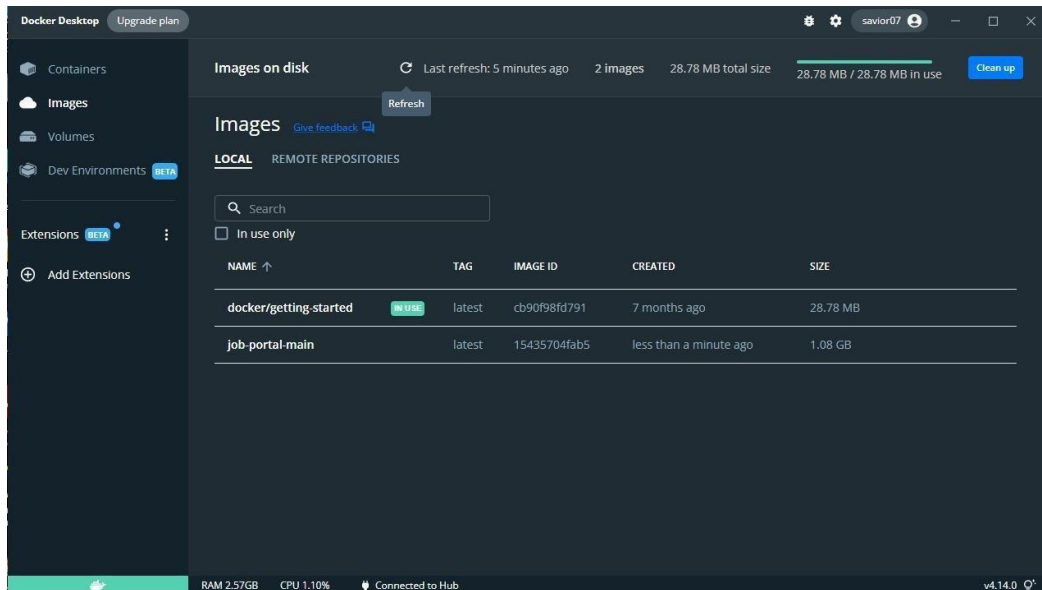 Docker Desktop Upgrade plan savior07
Containers
Images
Volumes
Dev Environments BETA
Extensions BETA
Add Extensions
Images on disk Last refresh: 5 minutes ago 2 images 28.78 MB total size 28.78 MB / 28.78 MB in use Clean up
Refresh
Images Give feedback
LOCAL REMOTE REPOSITORIES
Search
In use only
NAME TAG IMAGE ID CREATED SIZE
docker/getting-started IN USE latest cb90f98fd791 7 months ago 28.78 MB
job-portal-main latest 15435704fab5 less than a minute ago 1.08 GB
RAM 2.57GB CPU 1.10% Connected to Hub v4.14.0